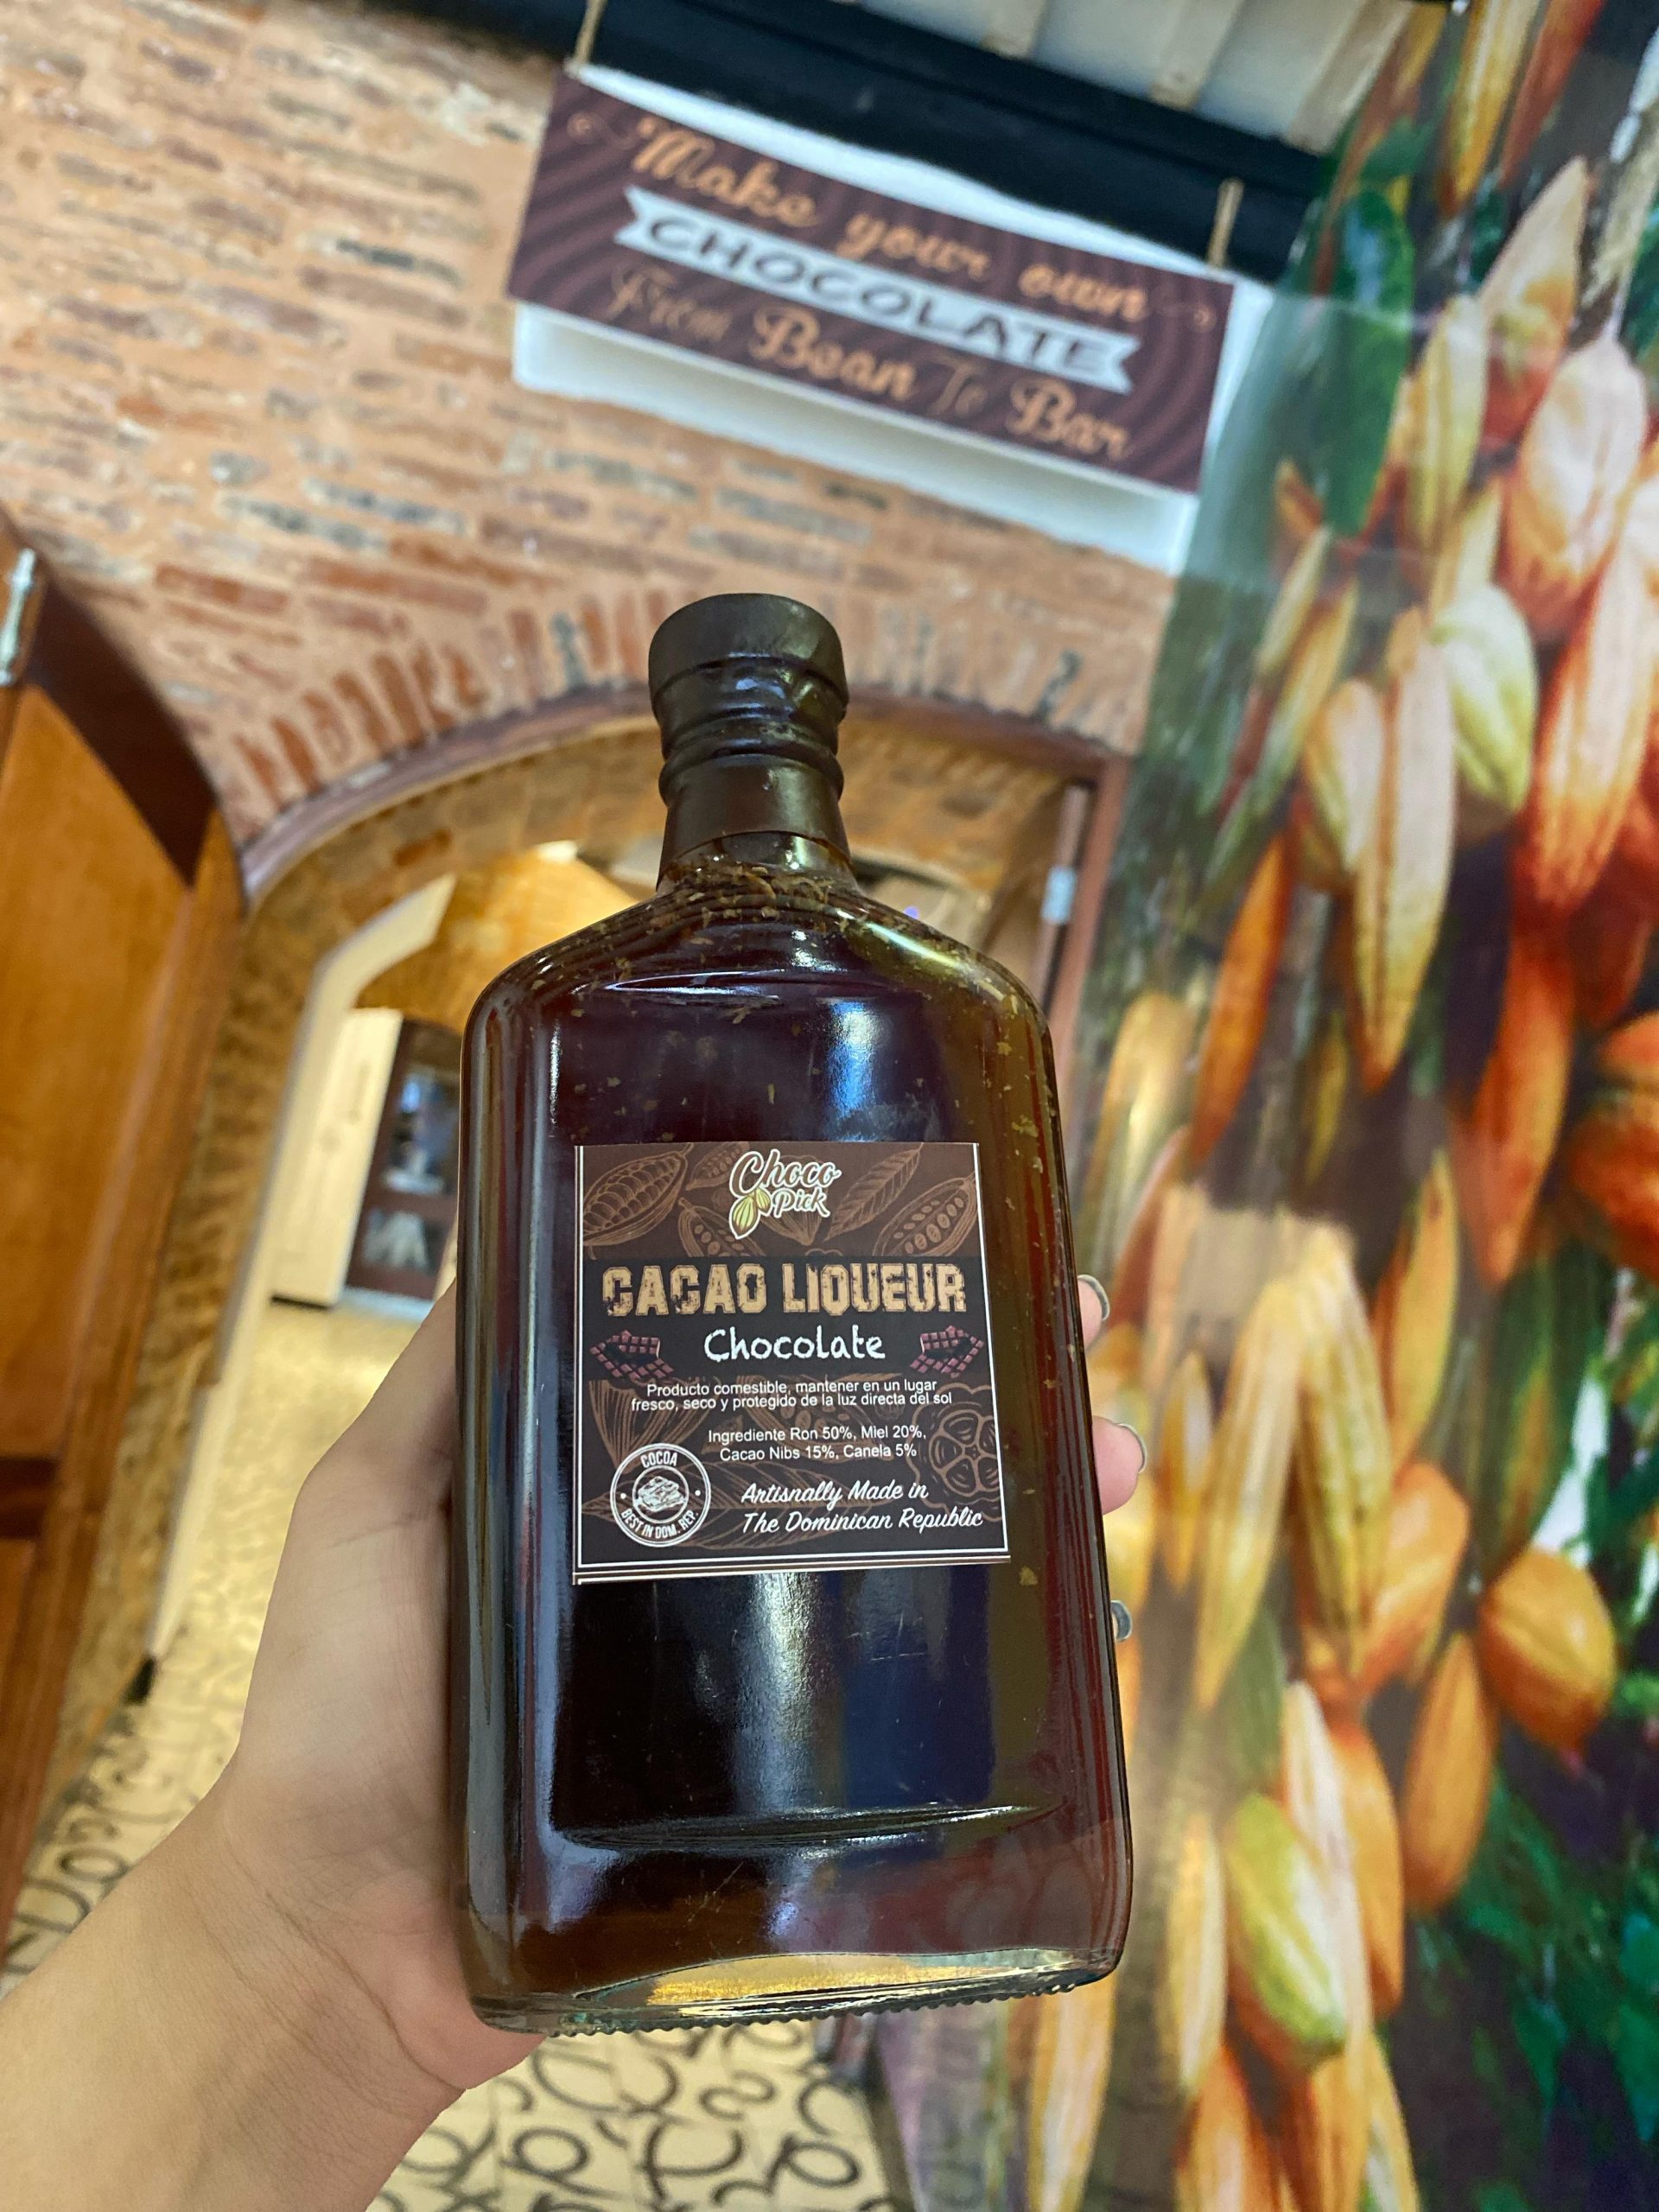 Make your own
CHOCOLATE
From Bean To Bar
Choco
Pick
CACAO LIQUEUR
Chocolate
Producto comestible, mantener en un lugar
fresco, seco y protegido de la luz directa del sol
Ingrediente Ron 50%, Miel 20%,
Cacao Nibs 15%, Canela 5%
COCOA
BEST IN DOM. REP.
Artisnally Made in
The Dominican Republic